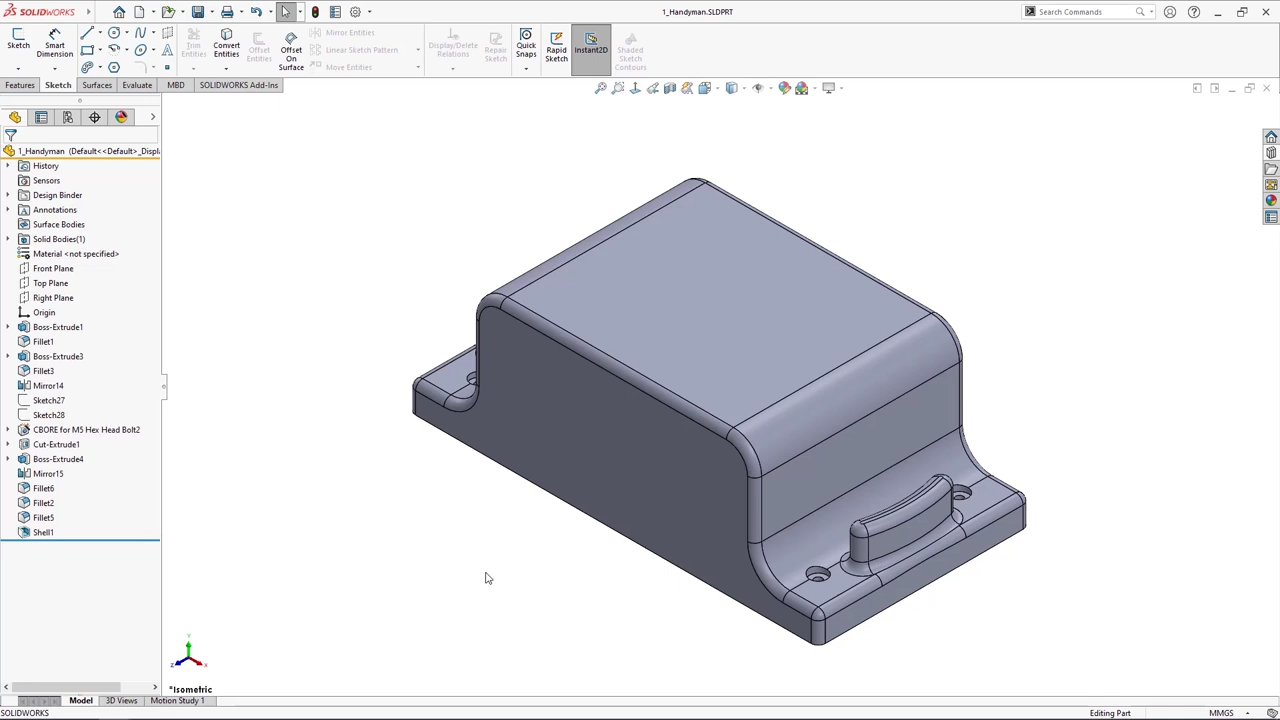 SOLIDWORKS
1_Handyman.SLDPRT
Search Commands
Sketch
Smart Dimension
Trim Entities
Convert Entities
Offset Entities
Offset On Surface
Mirror Entities
Linear Sketch Pattern
Move Entities
Display/Delete Relations
Repair Sketch
Quick Snaps
Rapid Sketch
Instant2D
Shaded Sketch Contours
Features
Sketch
Surfaces
Evaluate
MBD
SOLIDWORKS Add-Ins
1_Handyman (Default<<Default>_Displ
History
Sensors
Design Binder
Annotations
Surface Bodies
Solid Bodies(1)
Material <not specified>
Front Plane
Top Plane
Right Plane
Origin
Boss-Extrude1
Fillet1
Boss-Extrude3
Fillet3
Mirror14
Sketch27
Sketch28
CBORE for M5 Hex Head Bolt2
Cut-Extrude1
Boss-Extrude4
Mirror15
Fillet6
Fillet2
Fillet5
Shell1
Y
Z
X
*Isometric
Model
3D Views
Motion Study 1
SOLIDWORKS
Editing Part
MMGS